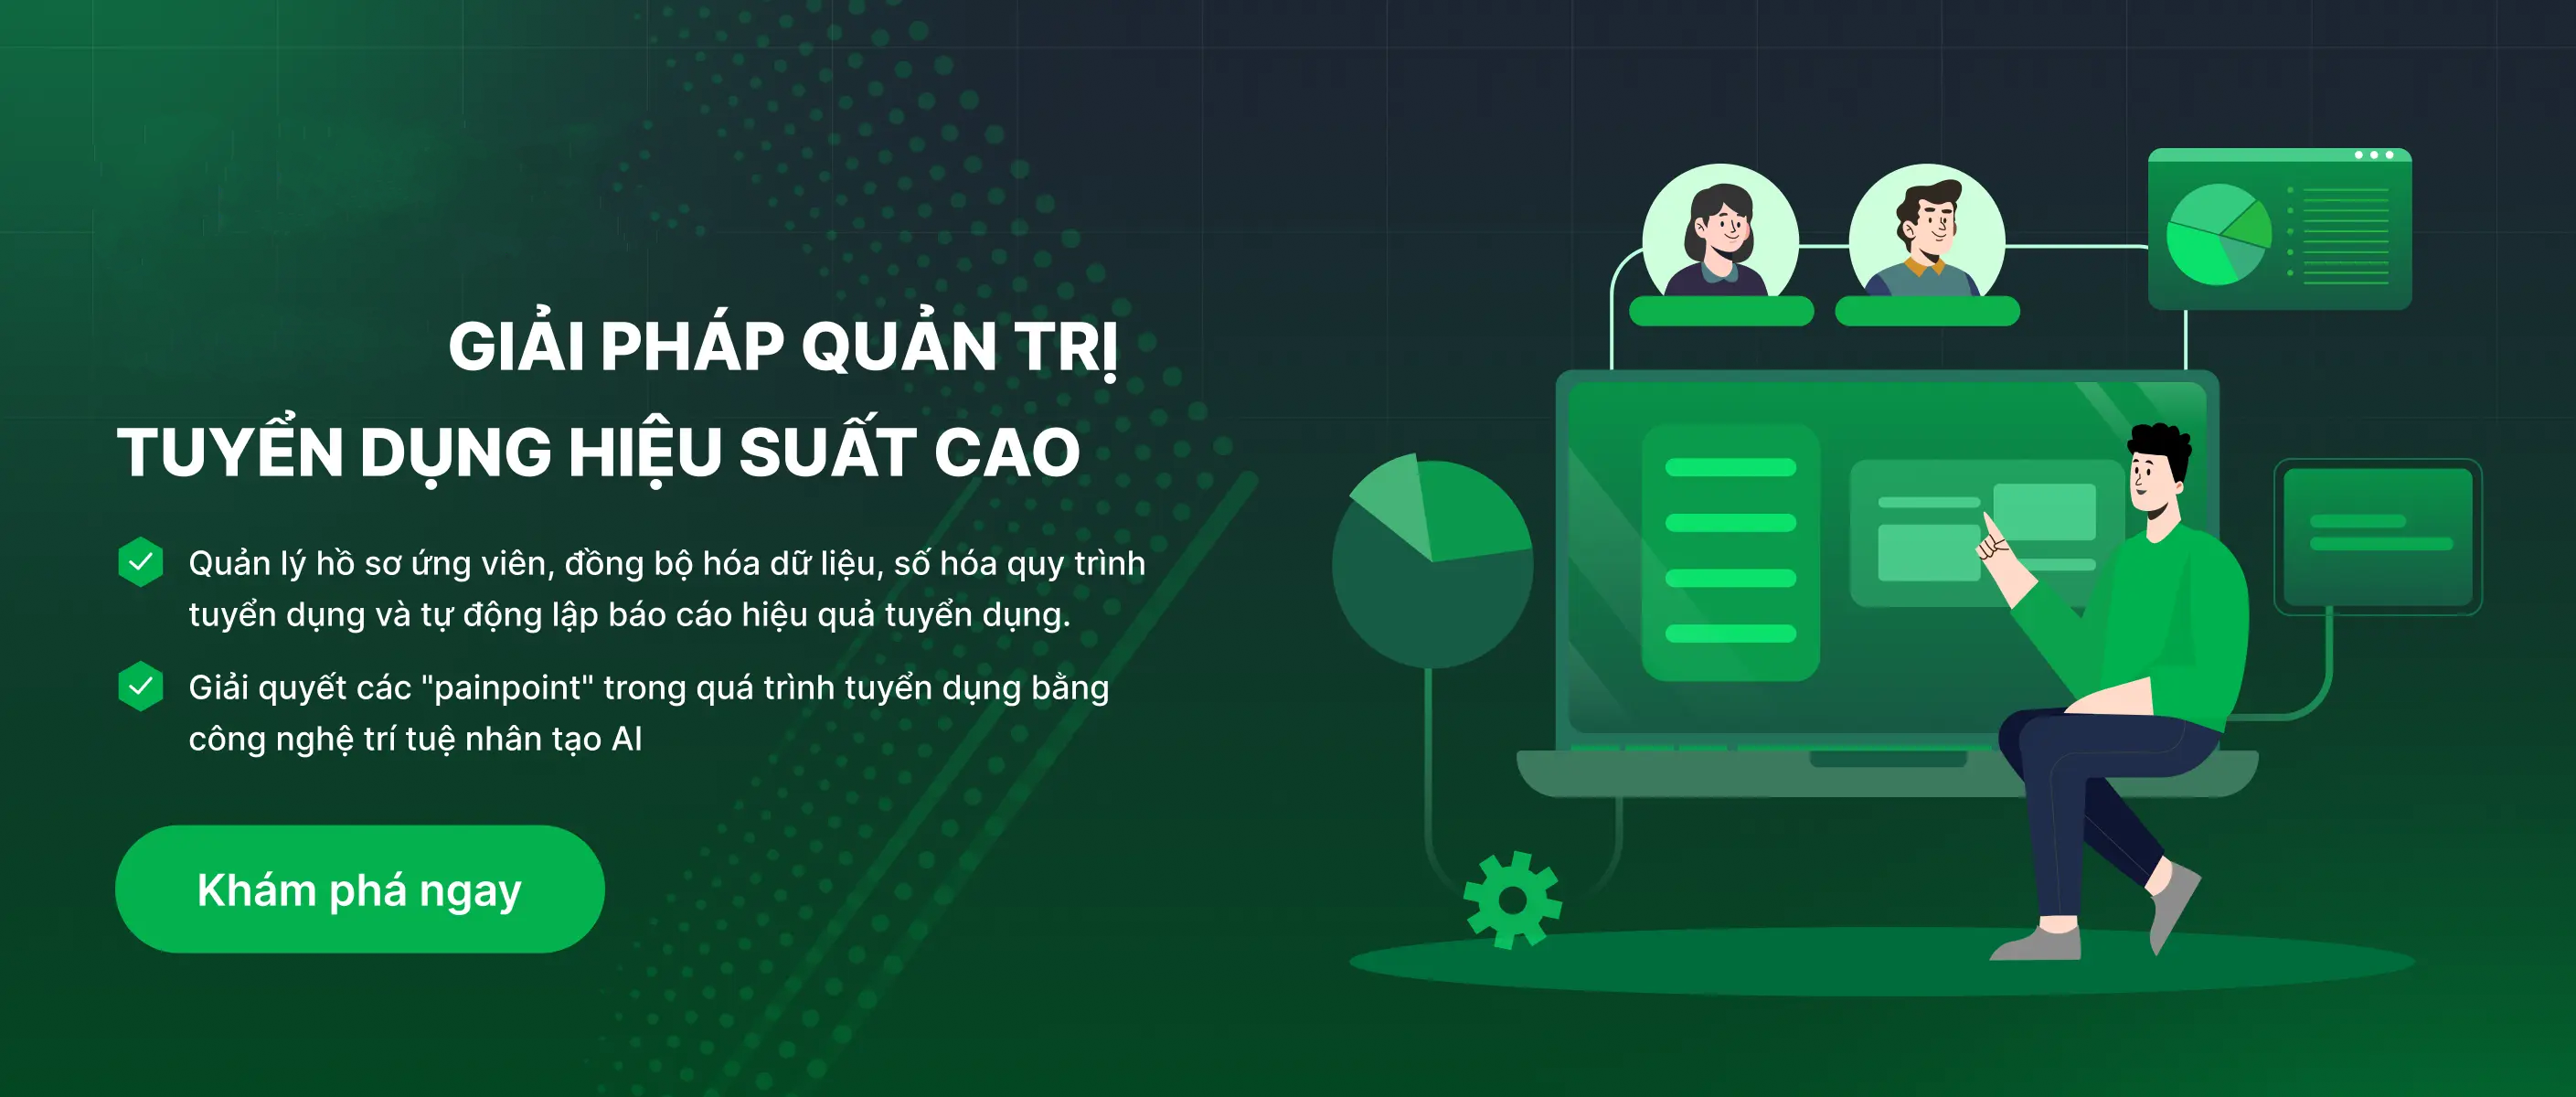 GIẢI PHÁP QUẢN TRỊ
TUYỂN DỤNG HIỆU SUẤT CAO
Quản lý hồ sơ ứng viên, đồng bộ hóa dữ liệu, số hóa quy trình
tuyển dụng và tự động lập báo cáo hiệu quả tuyển dụng.
Giải quyết các "painpoint" trong quá trình tuyển dụng bằng
công nghệ trí tuệ nhân tạo AI
Khám phá ngay